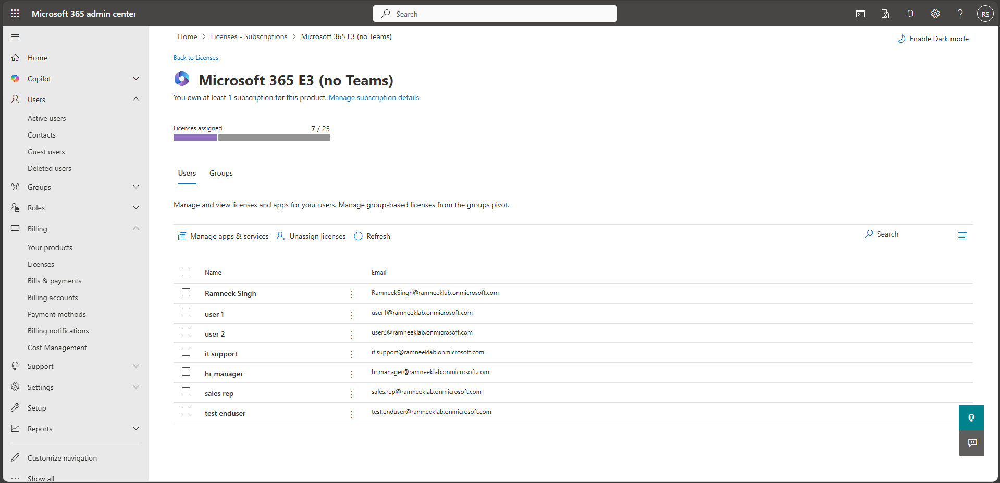 Microsoft 365 admin center
Search
RS
Home
Copilot
Users
Active users
Contacts
Guest users
Deleted users
Groups
Roles
Billing
Your products
Licenses
Bills & payments
Billing accounts
Payment methods
Billing notifications
Cost Management
Support
Settings
Setup
Reports
Customize navigation
Show all
Home > Licenses - Subscriptions > Microsoft 365 E3 (no Teams)
Enable Dark mode
Back to Licenses
Microsoft 365 E3 (no Teams)
You own at least 1 subscription for this product. Manage subscription details
Licenses assigned 7 / 25
Users Groups
Manage and view licenses and apps for your users. Manage group-based licenses from the groups pivot.
Manage apps & services Unassign licenses Refresh Search
Name Email
Ramneek Singh RamneekSingh@ramneeklab.onmicrosoft.com
user 1 user1@ramneeklab.onmicrosoft.com
user 2 user2@ramneeklab.onmicrosoft.com
it support it.support@ramneeklab.onmicrosoft.com
hr manager hr.manager@ramneeklab.onmicrosoft.com
sales rep sales.rep@ramneeklab.onmicrosoft.com
test enduser test.enduser@ramneeklab.onmicrosoft.com